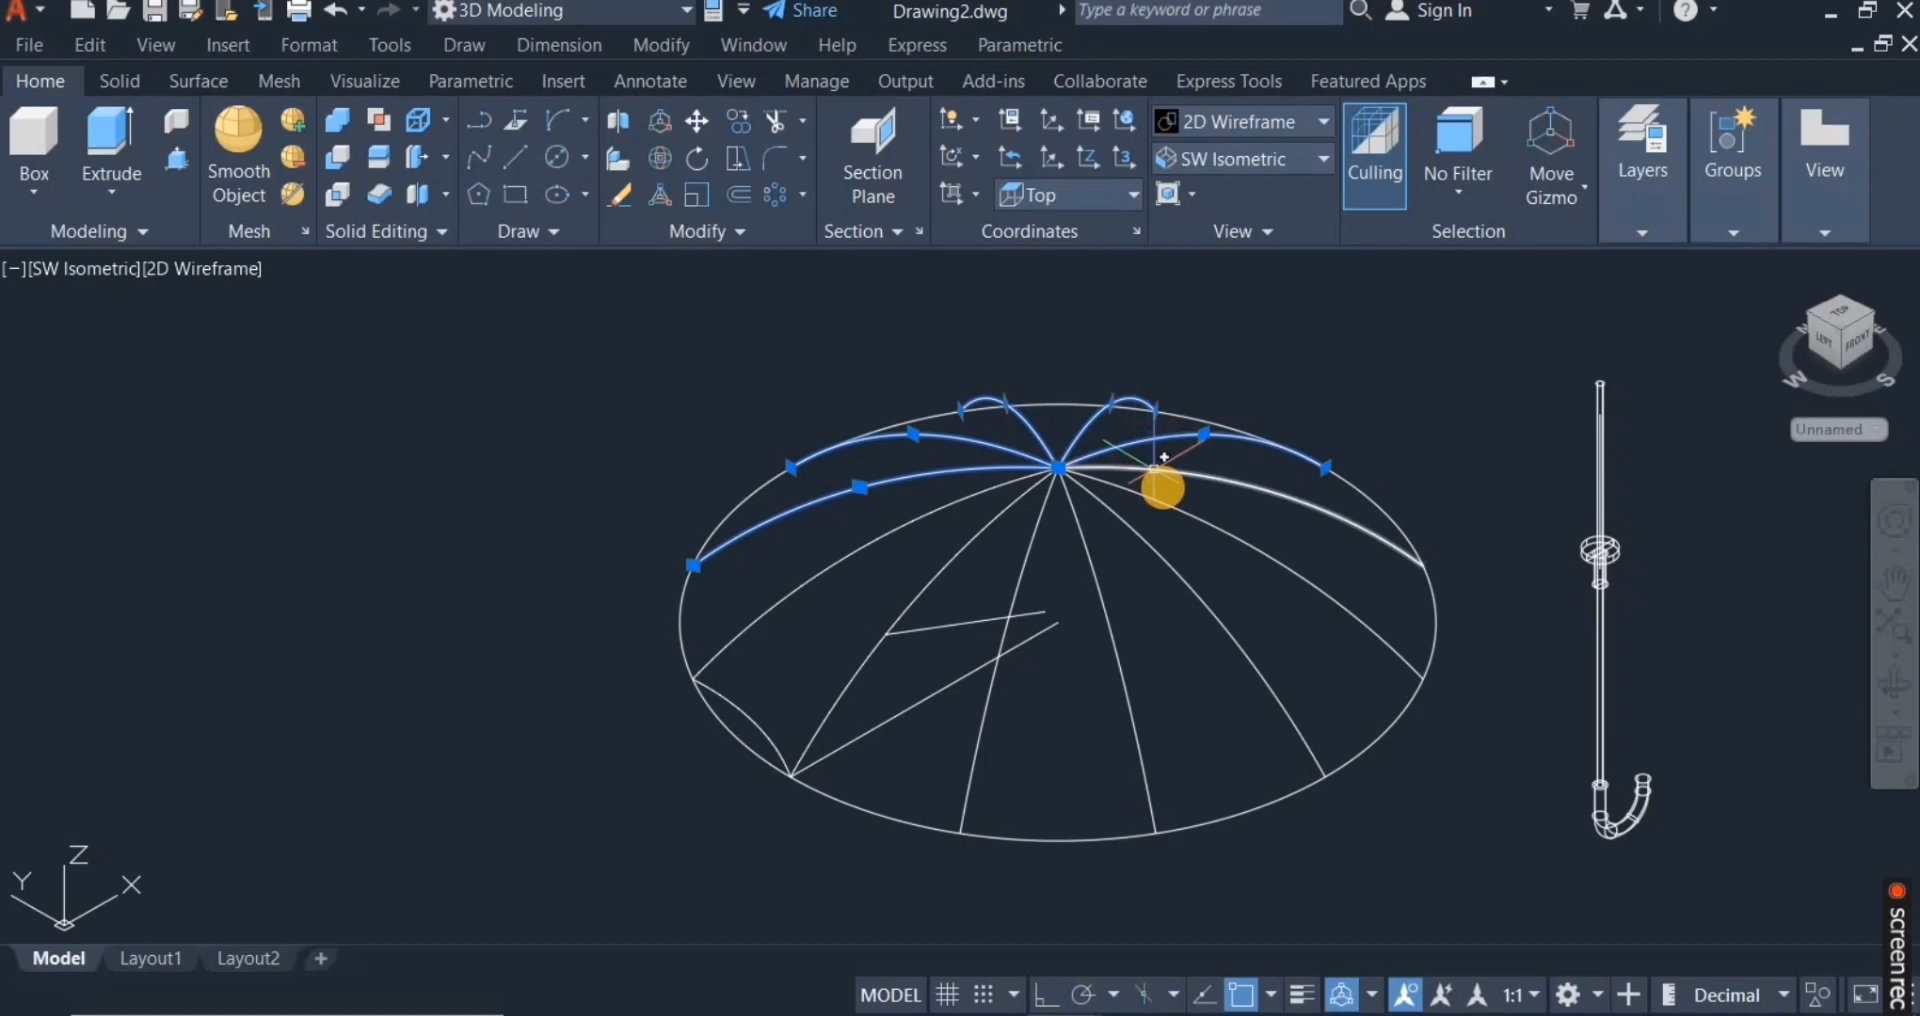 3D Modeling
Share
Drawing2.dwg
Type a keyword or phrase
Sign In
File Edit View Insert Format Tools Draw Dimension Modify Window Help Express Parametric
Home Solid Surface Mesh Visualize Parametric Insert Annotate View Manage Output Add-ins Collaborate Express Tools Featured Apps
Box
Extrude
Modeling
Smooth
Object
Mesh
Solid Editing
Draw
Modify
Section
Plane
Section
Top
Coordinates
2D Wireframe
SW Isometric
View
Culling
No Filter
Move
Gizmo
Selection
Layers
Groups
View
[−][SW Isometric][2D Wireframe]
TOP
LEFT
FRONT
W
S
Unnamed
Z
Y
X
Model Layout1 Layout2 +
MODEL
1:1
Decimal
screenrec